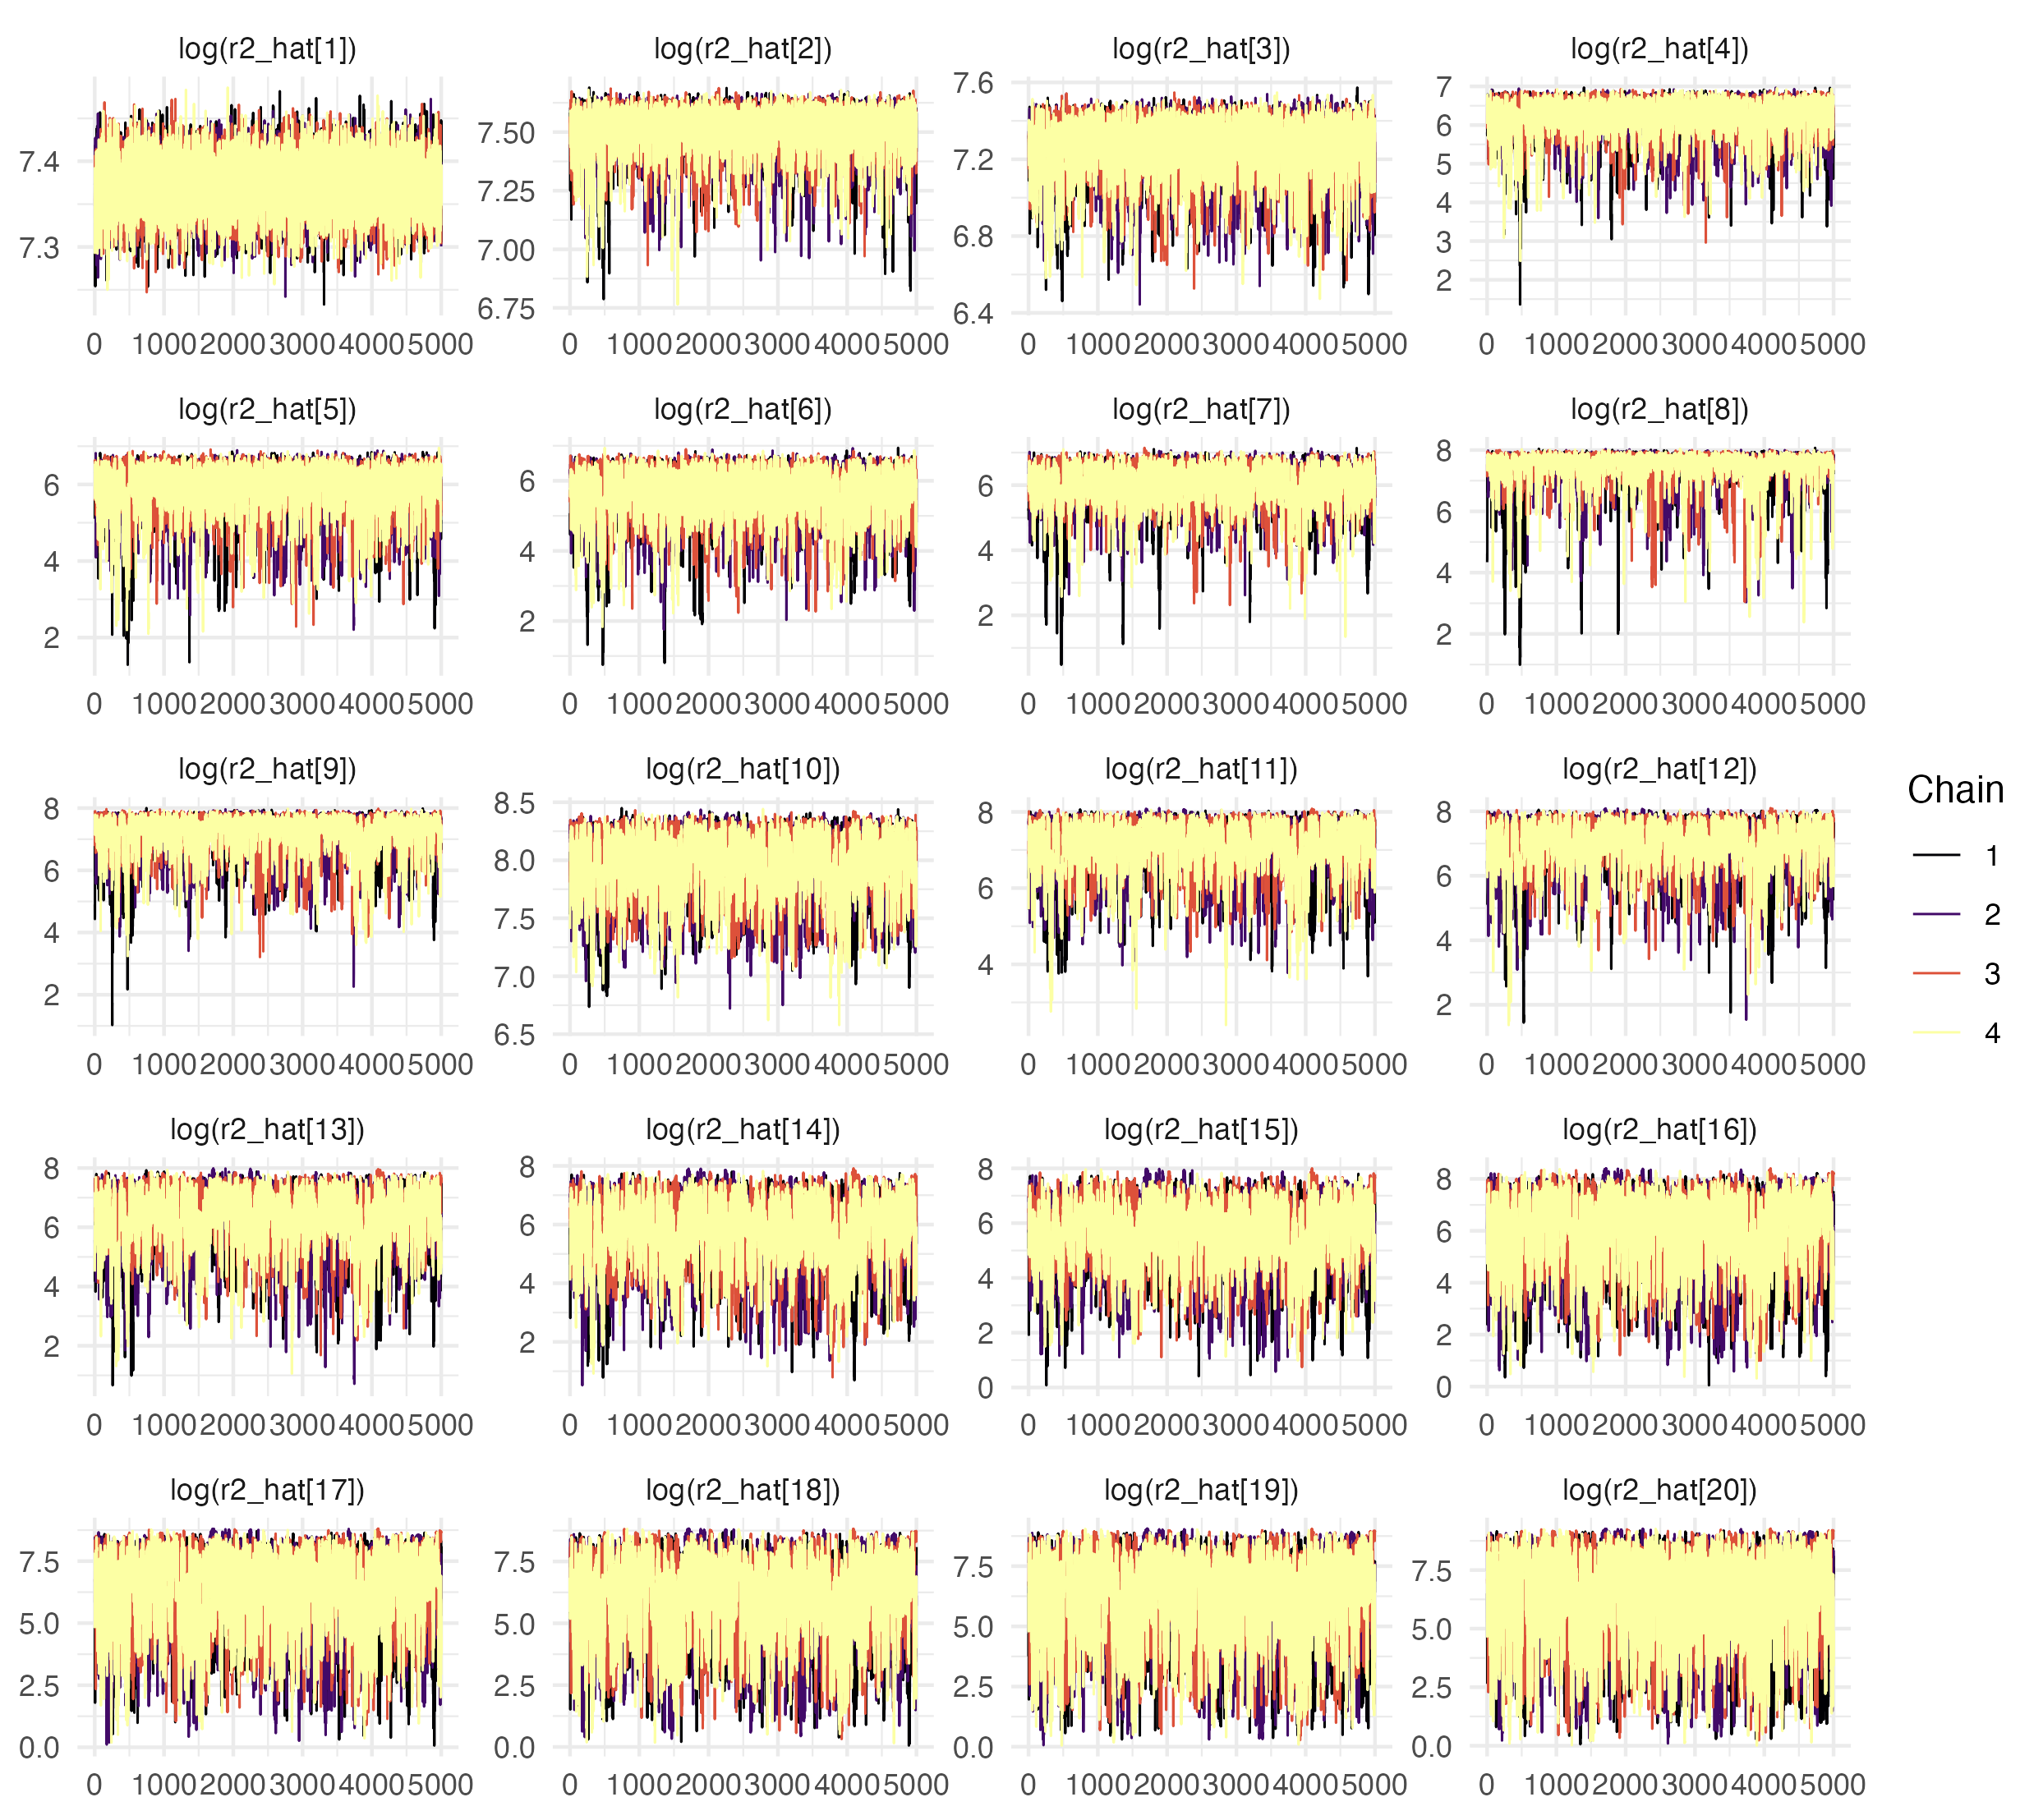 log(r2_hat[1]) log(r2_hat[2]) log(r2_hat[3]) log(r2_hat[4])
7.4 7.3
7.50 7.25 7.00 6.75
7.6 7.2 6.8 6.4
7 6 5 4 3 2
0 1000 2000 3000 4000 5000 0 1000 2000 3000 4000 5000 0 1000 2000 3000 4000 5000 0 1000 2000 3000 4000 5000
log(r2_hat[5]) log(r2_hat[6]) log(r2_hat[7]) log(r2_hat[8])
6 4 2
6 4 2
6 4 2
8 6 4 2
0 1000 2000 3000 4000 5000 0 1000 2000 3000 4000 5000 0 1000 2000 3000 4000 5000 0 1000 2000 3000 4000 5000
log(r2_hat[9]) log(r2_hat[10]) log(r2_hat[11]) log(r2_hat[12])
8 6 4 2
8.5 8.0 7.5 7.0 6.5
8 6 4
8 6 4 2
0 1000 2000 3000 4000 5000 0 1000 2000 3000 4000 5000 0 1000 2000 3000 4000 5000 0 1000 2000 3000 4000 5000
log(r2_hat[13]) log(r2_hat[14]) log(r2_hat[15]) log(r2_hat[16])
8 6 4 2
8 6 4 2
8 6 4 2 0
8 6 4 2 0
0 1000 2000 3000 4000 5000 0 1000 2000 3000 4000 5000 0 1000 2000 3000 4000 5000 0 1000 2000 3000 4000 5000
log(r2_hat[17]) log(r2_hat[18]) log(r2_hat[19]) log(r2_hat[20])
7.5 5.0 2.5 0.0
7.5 5.0 2.5 0.0
7.5 5.0 2.5 0.0
7.5 5.0 2.5 0.0
0 1000 2000 3000 4000 5000 0 1000 2000 3000 4000 5000 0 1000 2000 3000 4000 5000 0 1000 2000 3000 4000 5000
Chain
1
2
3
4